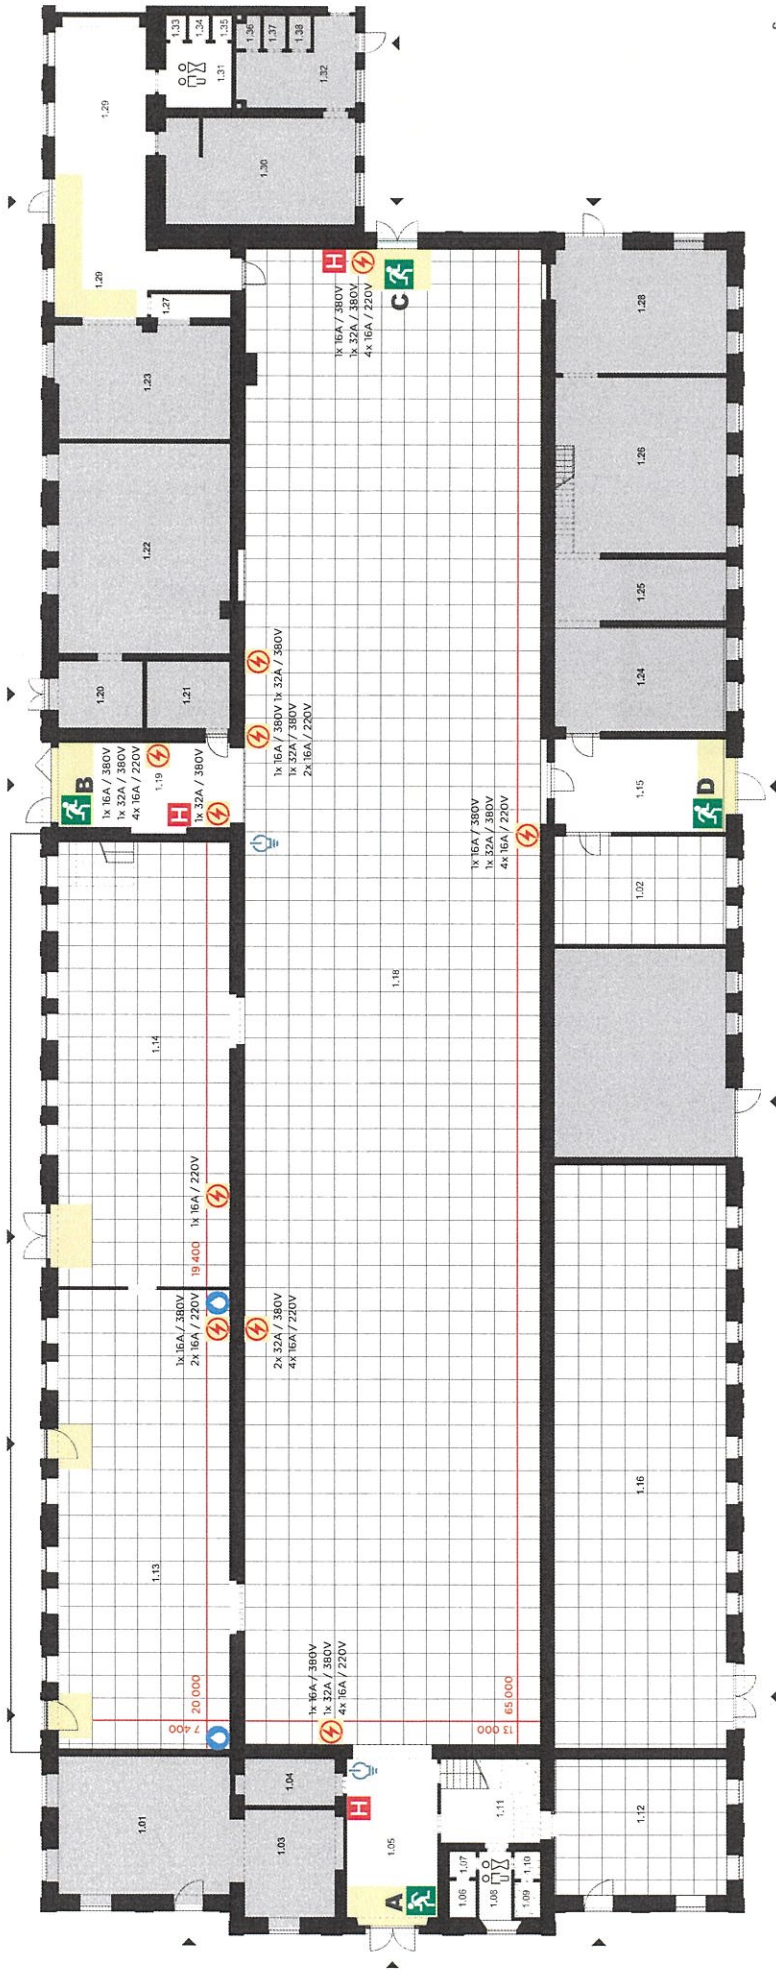 1.01
1.03
1.04
A
1.05
H
1.06
1.07
1.08
1.09
1.10
1.11
1.12
1.13
7 400
20 000
1x 16A / 380V
2x 16A / 220V
19 400
1x 16A / 220V
1.14
1x 16A / 380V
1x 32A / 380V
4x 16A / 220V
13 000
65 000
2x 32A / 380V
4x 16A / 220V
1.18
1x 16A / 380V
1x 32A / 380V
4x 16A / 220V
1.16
1.02
1.15
D
B
1x 16A / 380V
1x 32A / 380V
4x 16A / 220V
1.19
H
1x 32A / 380V
1x 16A / 380V
1x 32A / 380V
2x 16A / 220V
1x 32A / 380V
1.20
1.21
1.22
1.23
1.24
1.25
1.26
1.28
1x 16A / 380V
1x 32A / 380V
4x 16A / 220V
H
C
1.27
1.29
1.29
1.30
1.31
1.32
1.33
1.34
1.35
1.36
1.37
1.38